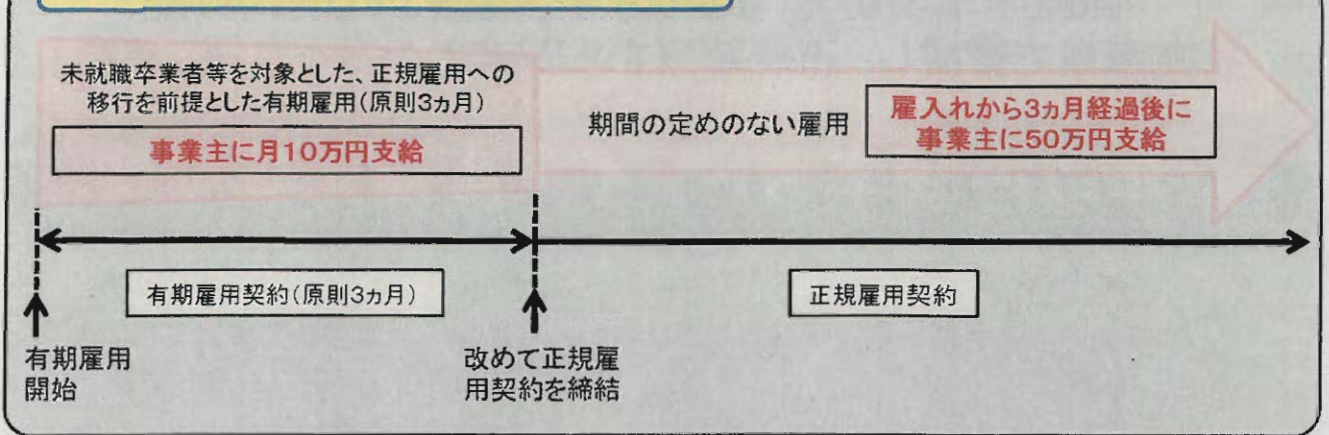 未就職卒業者等を対象とした、正規雇用への
移行を前提とした有期雇用(原則3ヵ月)
事業主に月10万円支給
期間の定めのない雇用
雇入れから3ヵ月経過後に
事業主に50万円支給
有期雇用契約(原則3ヵ月)
正規雇用契約
有期雇用
開始
改めて正規雇
用契約を締結